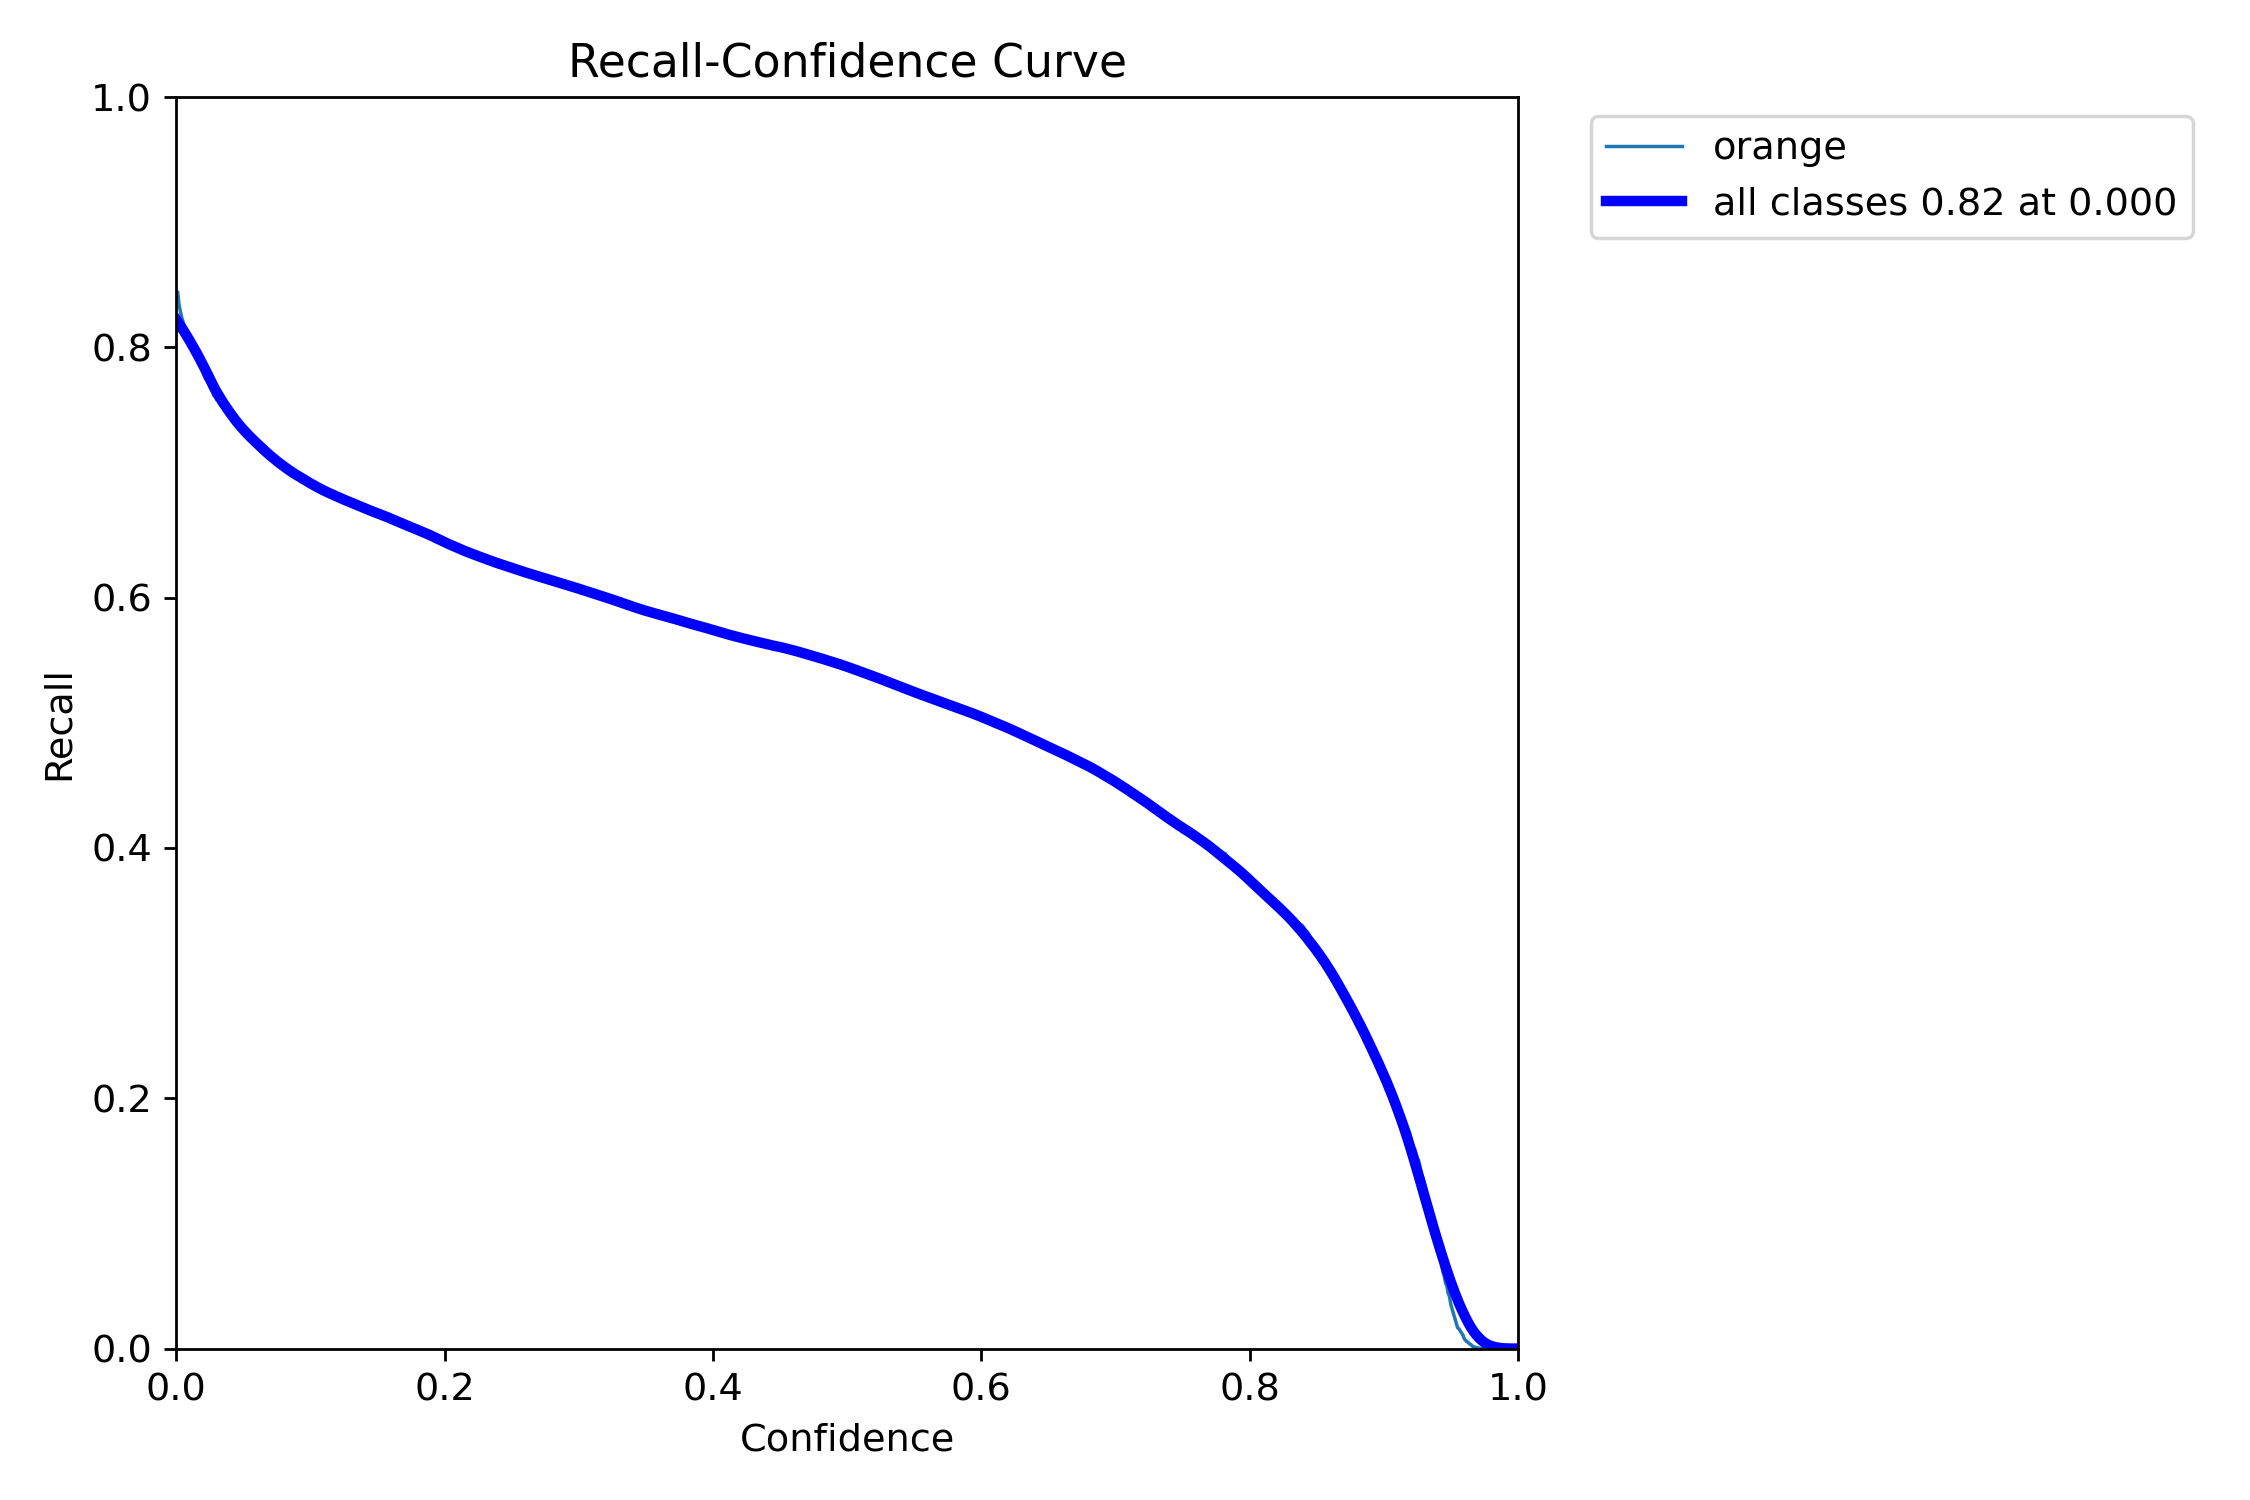 Recall-Confidence Curve
orange
all classes 0.82 at 0.000
1.0
0.8
0.6
0.4
0.2
0.0
Recall
0.0 0.2 0.4 0.6 0.8 1.0
Confidence